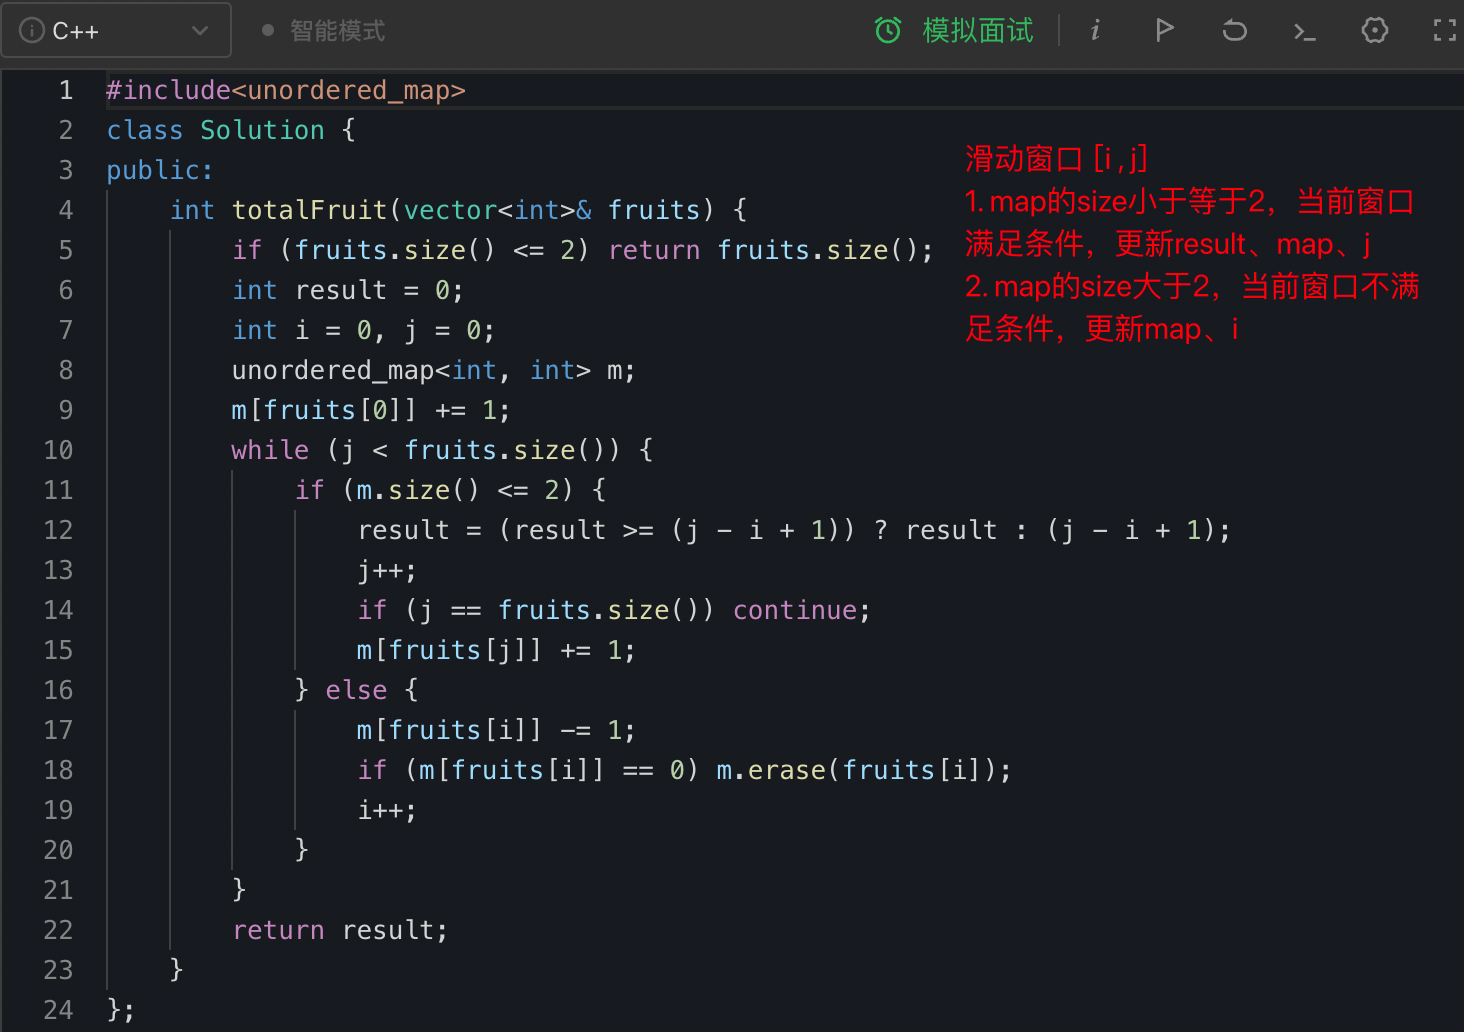 C++
智能模式
模拟面试
1 #include<unordered_map>
2 class Solution {
3 public:
4 int totalFruit(vector<int>& fruits) {
5 if (fruits.size() <= 2) return fruits.size();
6 int result = 0;
7 int i = 0, j = 0;
8 unordered_map<int, int> m;
9 m[fruits[0]] += 1;
10 while (j < fruits.size()) {
11 if (m.size() <= 2) {
12 result = (result >= (j - i + 1)) ? result : (j - i + 1);
13 j++;
14 if (j == fruits.size()) continue;
15 m[fruits[j]] += 1;
16 } else {
17 m[fruits[i]] -= 1;
18 if (m[fruits[i]] == 0) m.erase(fruits[i]);
19 i++;
20 }
21 }
22 return result;
23 }
24 };
滑动窗口 [i , j]
1. map的size小于等于2，当前窗口
满足条件，更新result、map、j
2. map的size大于2，当前窗口不满
足条件，更新map、i